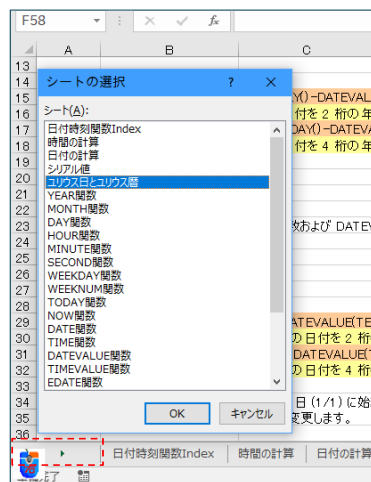 F58
fx
A B C
13
14
シートの選択 ? ×
15
シート(A):
16
日付時刻関数Index
時間の計算
日付の計算
シリアル値
ユリウス日とユリウス暦
YEAR関数
MONTH関数
DAY関数
HOUR関数
MINUTE関数
SECOND関数
WEEKDAY関数
WEEKNUM関数
TODAY関数
NOW関数
DATE関数
TIME関数
DATEVALUE関数
TIMEVALUE関数
EDATE関数
OK キャンセル
Y()-DATEVAL
付を 2 桁の年
DAY()-DATEVA
付を 4 桁の年
数および DATE
ATEVALUE(TE
の日付を 2 桁
DATEVALUE(T
の日付を 4 桁
日 (1/1) に始
変更します。
17
18
19
20
21
22
23
24
25
26
27
28
29
30
31
32
33
34
35
36
日付時刻関数Index 時間の計算 日付の計算
完了